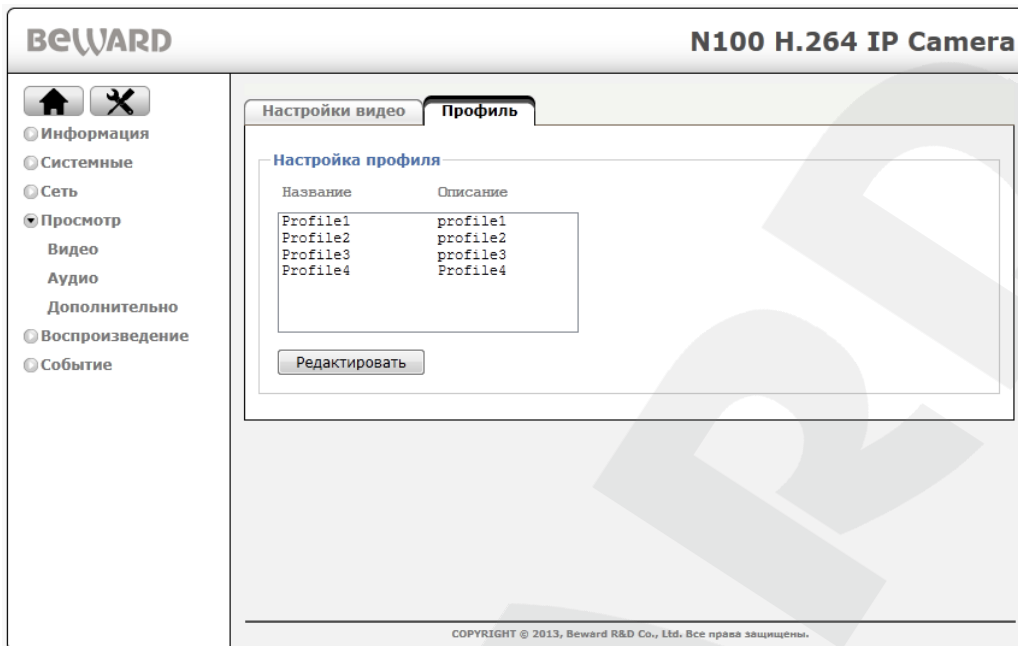 BEWARD
N100 H.264 IP Camera
Информация
Системные
Сеть
Просмотр
Видео
Аудио
Дополнительно
Воспроизведение
Событие
Настройки видео
Профиль
Настройка профиля
Название Описание
Profile1 profile1
Profile2 profile2
Profile3 profile3
Profile4 Profile4
Редактировать
COPYRIGHT © 2013, Beward R&D Co., Ltd. Все права защищены.